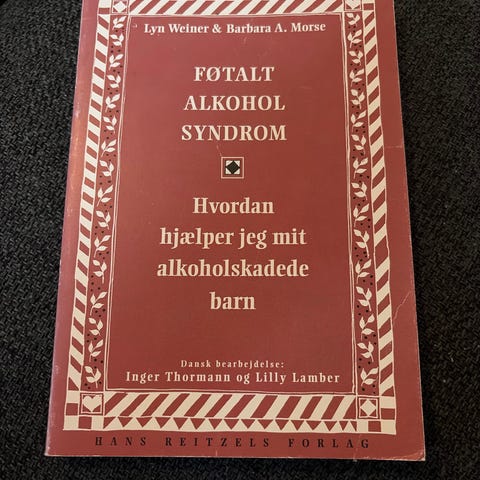 Lyn Weiner & Barbara A. Morse
FØTALT
ALKOHOL
SYNDROM
Hvordan
hjælper jeg mit
alkoholskadede
barn
Dansk bearbejdelse:
Inger Thormann og Lilly Lamber
HANS REITZELS FORLAG